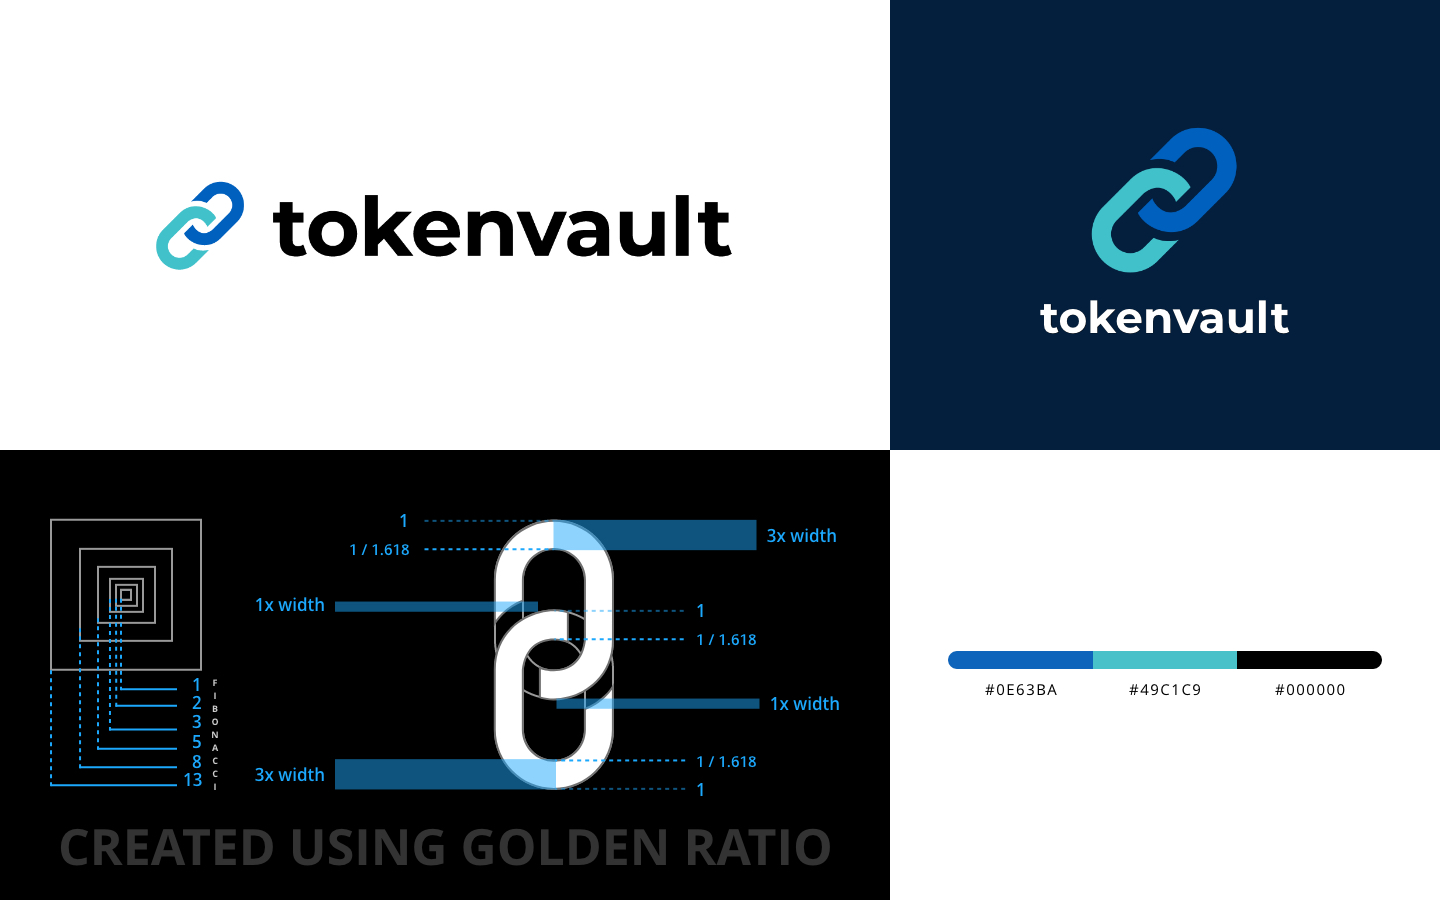 tokenvault
tokenvault
1
1 / 1.618
3x width
1x width
1
1 / 1.618
1
2
3
5
8
13
FIBONACCI
1x width
3x width
1 / 1.618
1
CREATED USING GOLDEN RATIO
#0E63BA
#49C1C9
#000000